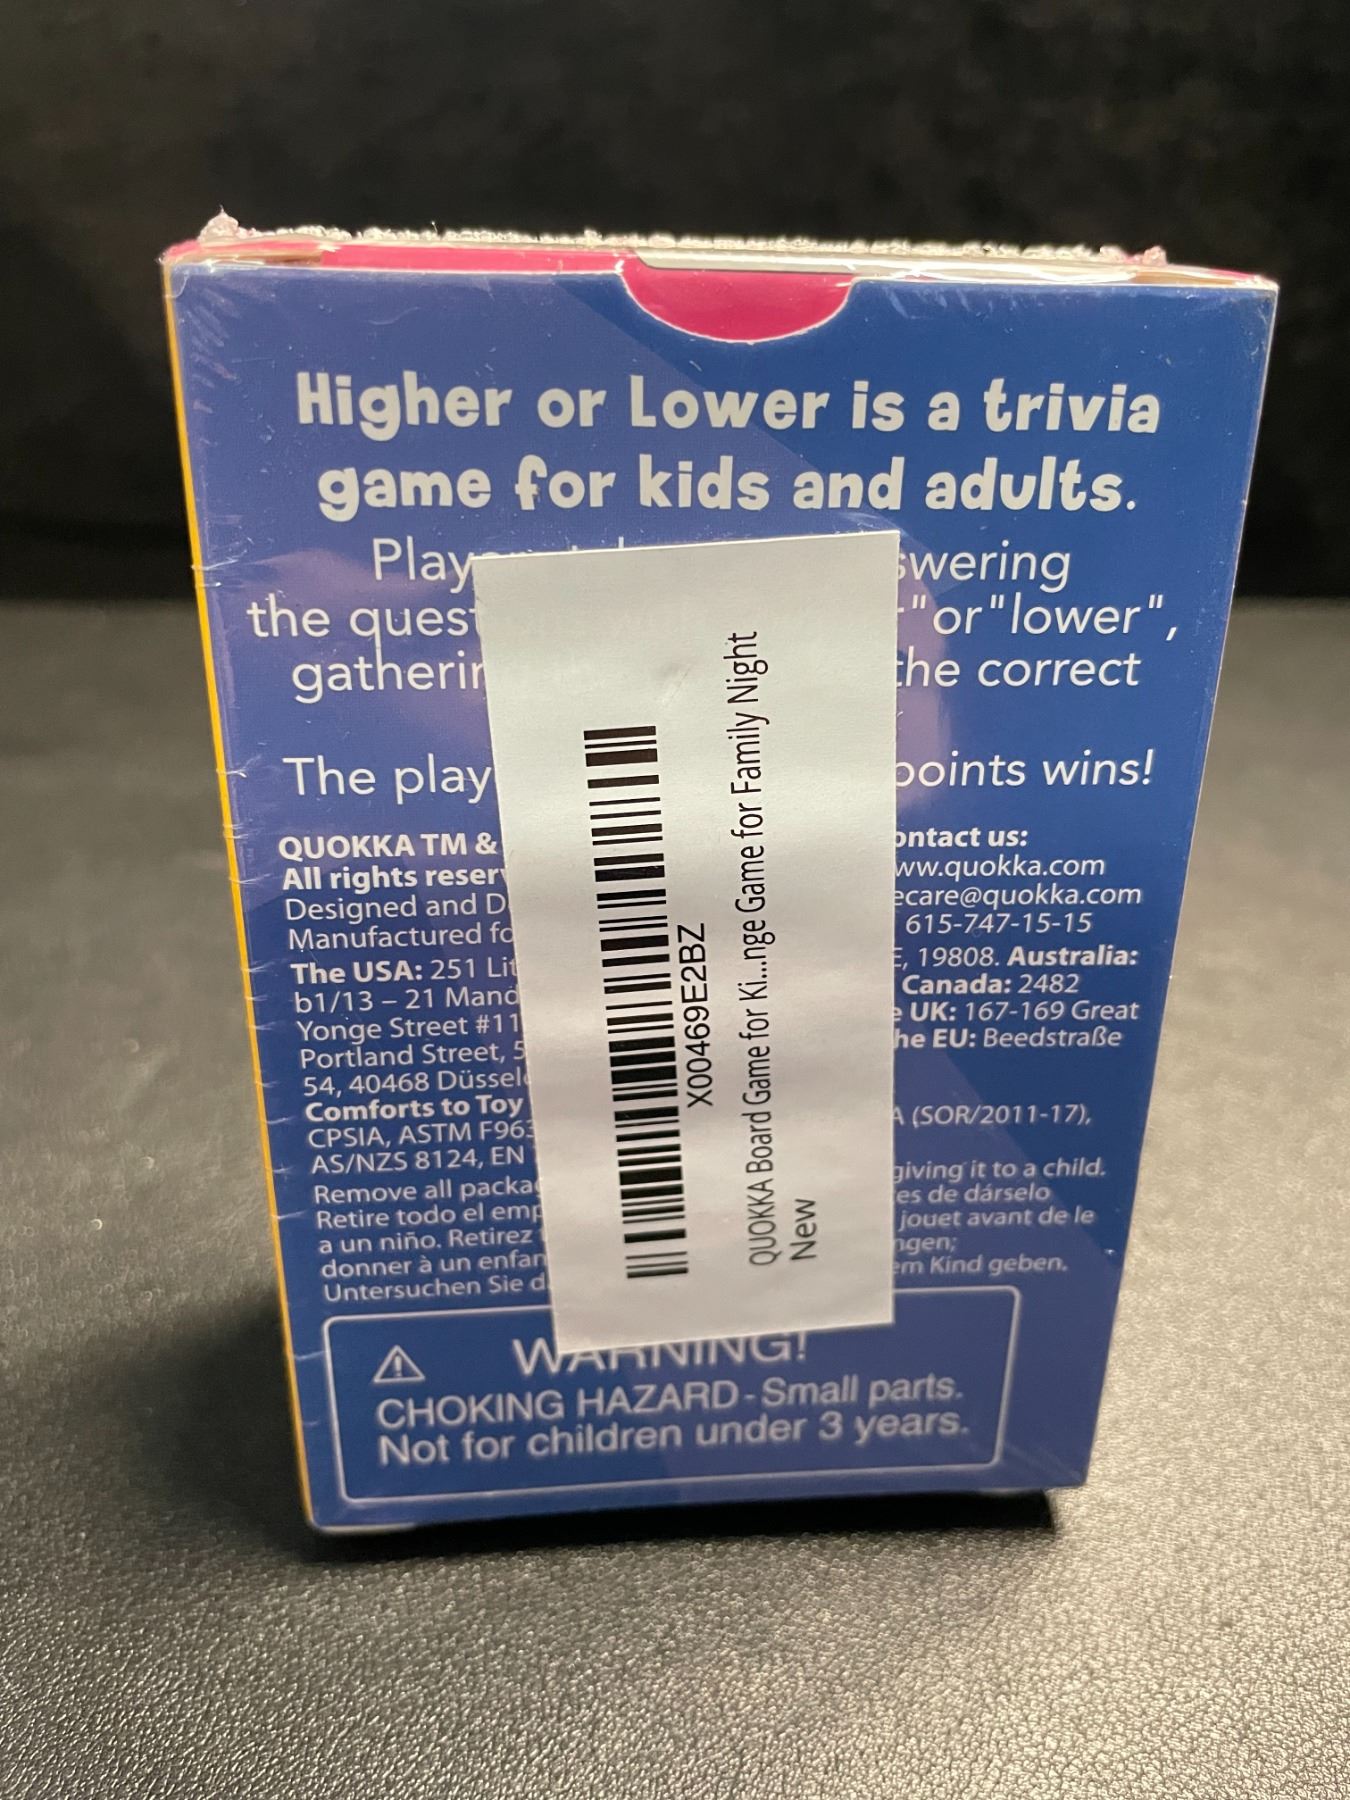 Higher or Lower is a trivia
game for kids and adults.
Play swering
the quest " or "lower",
gatherin the correct
The play points wins!
QUOKKA TM &
All rights reser
Designed and D
Manufactured fo
The USA: 251 Lit
b1/13 – 21 Mand
Yonge Street #11
Portland Street, 5
54, 40468 Düssel
Comforts to Toy
CPSIA, ASTM F963
AS/NZS 8124, EN
ontact us:
ww.quokka.com
ecare@quokka.com
615-747-15-15
, 19808. Australia:
Canada: 2482
UK: 167-169 Great
he EU: Beedstraße
A (SOR/2011-17),
Remove all packa giving it to a child.
Retire todo el emp es de dárselo
a un niño. Retirez jouet avant de le
donner à un enfan ngen;
Untersuchen Sie d em Kind geben.
X00469E2BZ
QUOKKA Board Game for Ki...nge Game for Family Night
New
WARNING!
CHOKING HAZARD - Small parts.
Not for children under 3 years.